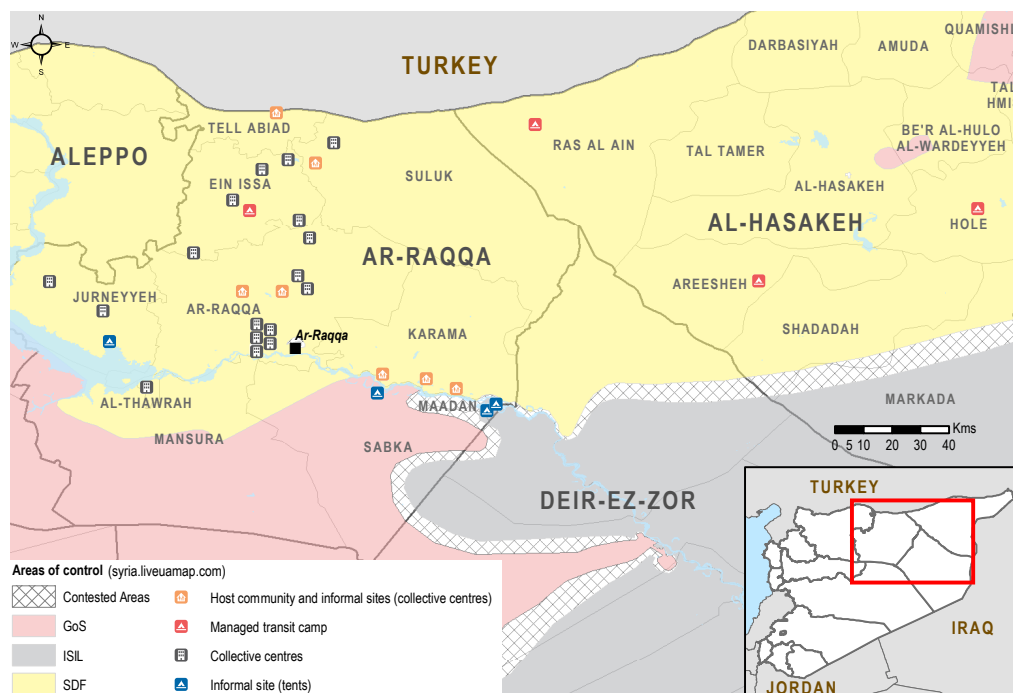 N
W E
S
TURKEY
DARBASIYAH
AMUDA
QUAMISHL
TELL ABIAD
TAL
HMI
BE'R AL-HULO
AL-WARDEYYEH
ALEPPO
RAS AL AIN
TAL TAMER
EIN ISSA
SULUK
AL-HASAKEH
AL-HASAKEH
HOLE
AR-RAQQA
AREESHEH
JURNEYYEH
AR-RAQQA
Ar-Raqqa
KARAMA
SHADADAH
AL-THAWRAH
MAADAN
MARKADA
MANSURA
SABKA
Kms
0 5 10 20 30 40
DEIR-EZ-ZOR
Areas of control (syria.liveuamap.com)
Contested Areas
GoS
ISIL
SDF
Host community and informal sites (collective centres)
Managed transit camp
Collective centres
Informal site (tents)
TURKEY
IRAQ
JORDAN